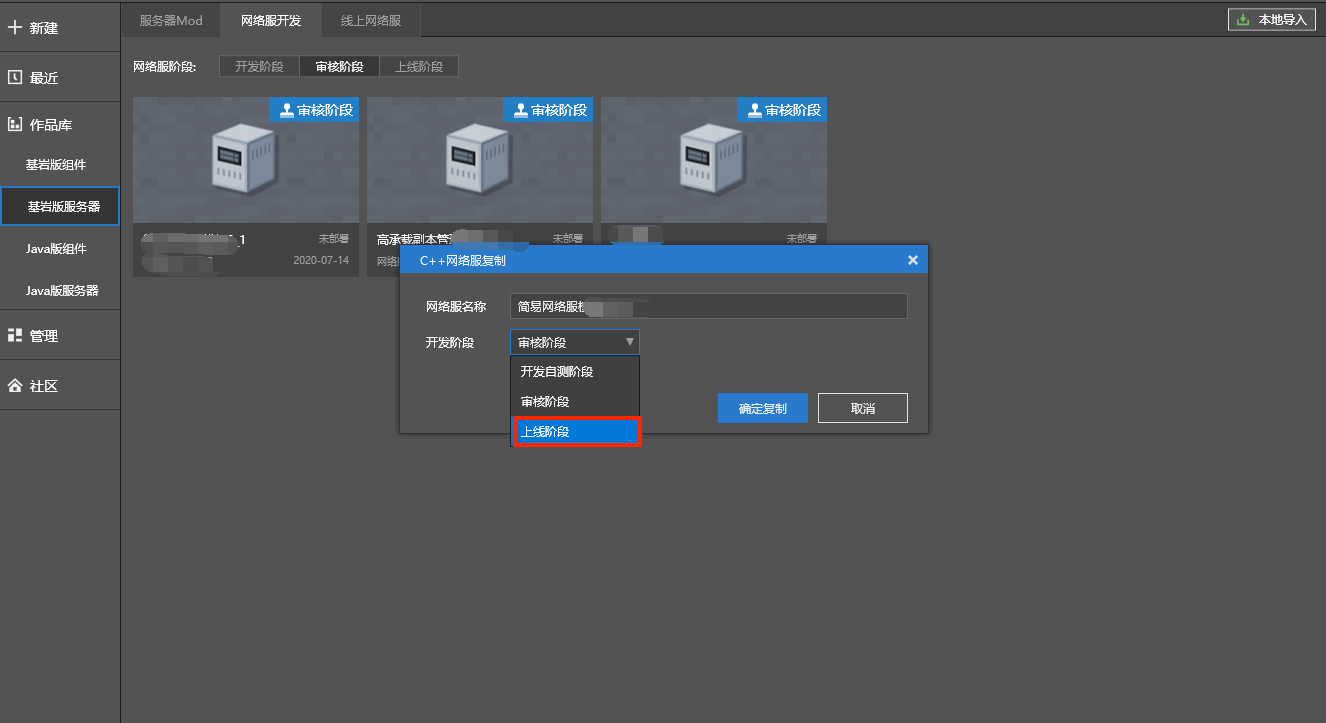 新建
最近
作品库
基岩版组件
基岩版服务器
Java版组件
Java版服务器
管理
社区
服务器Mod 网络服开发 线上网络服
本地导入
网络服阶段: 开发阶段 审核阶段 上线阶段
审核阶段 审核阶段 审核阶段
_1 未部署
2020-07-14
高承载副本管 未部署
网络
未部署
C++网络服复制
网络服名称 简易网络服
开发阶段 审核阶段
开发自测阶段
审核阶段
上线阶段
确定复制 取消